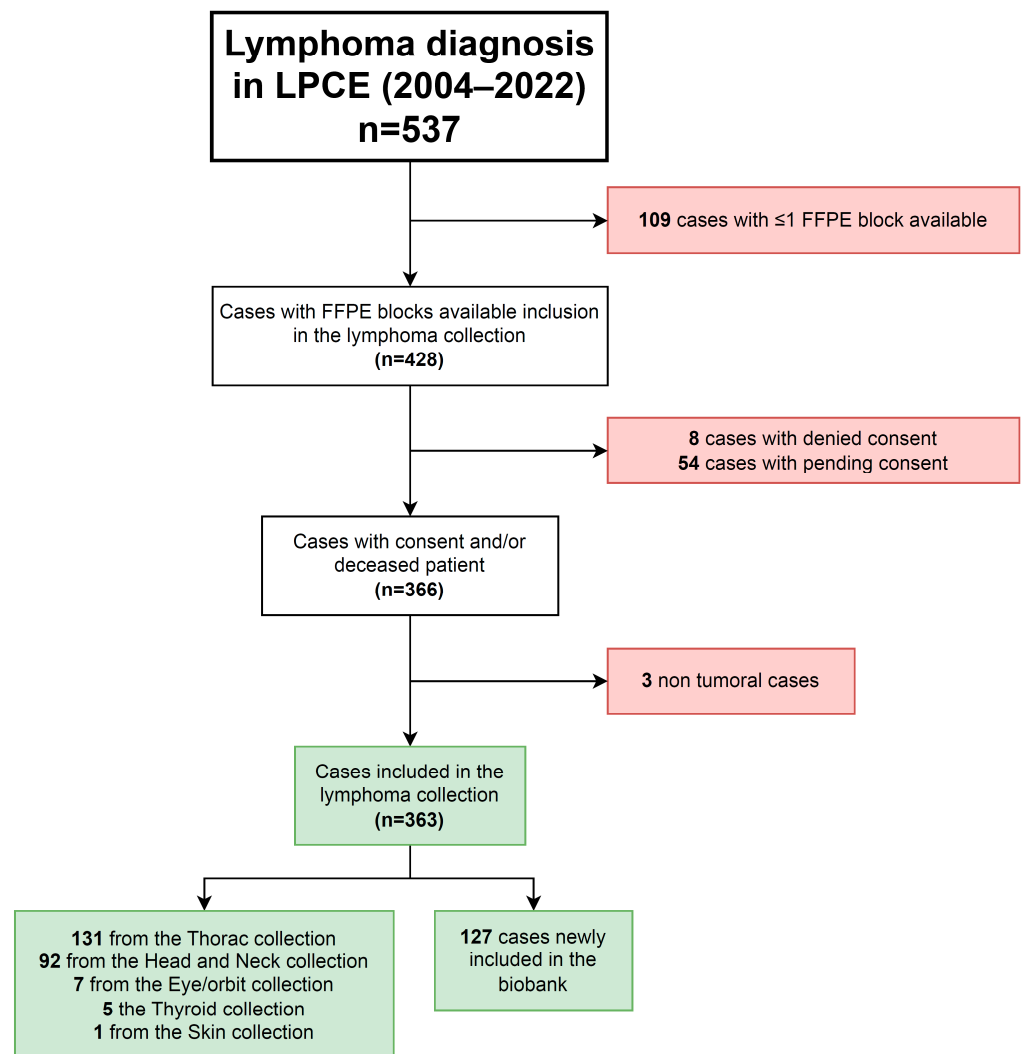 Lymphoma diagnosis
in LPCE (2004–2022)
n=537
109 cases with ≤1 FFPE block available
Cases with FFPE blocks available inclusion
in the lymphoma collection
(n=428)
8 cases with denied consent
54 cases with pending consent
Cases with consent and/or
deceased patient
(n=366)
3 non tumoral cases
Cases included in the
lymphoma collection
(n=363)
131 from the Thorac collection
92 from the Head and Neck collection
7 from the Eye/orbit collection
5 the Thyroid collection
1 from the Skin collection
127 cases newly
included in the
biobank